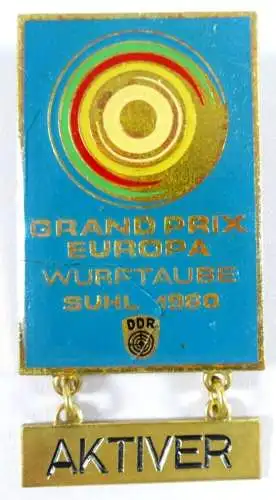 GRAND PRIX
EUROPA
WURFTAUBE
SUHL 1980
DDR
AKTIVER